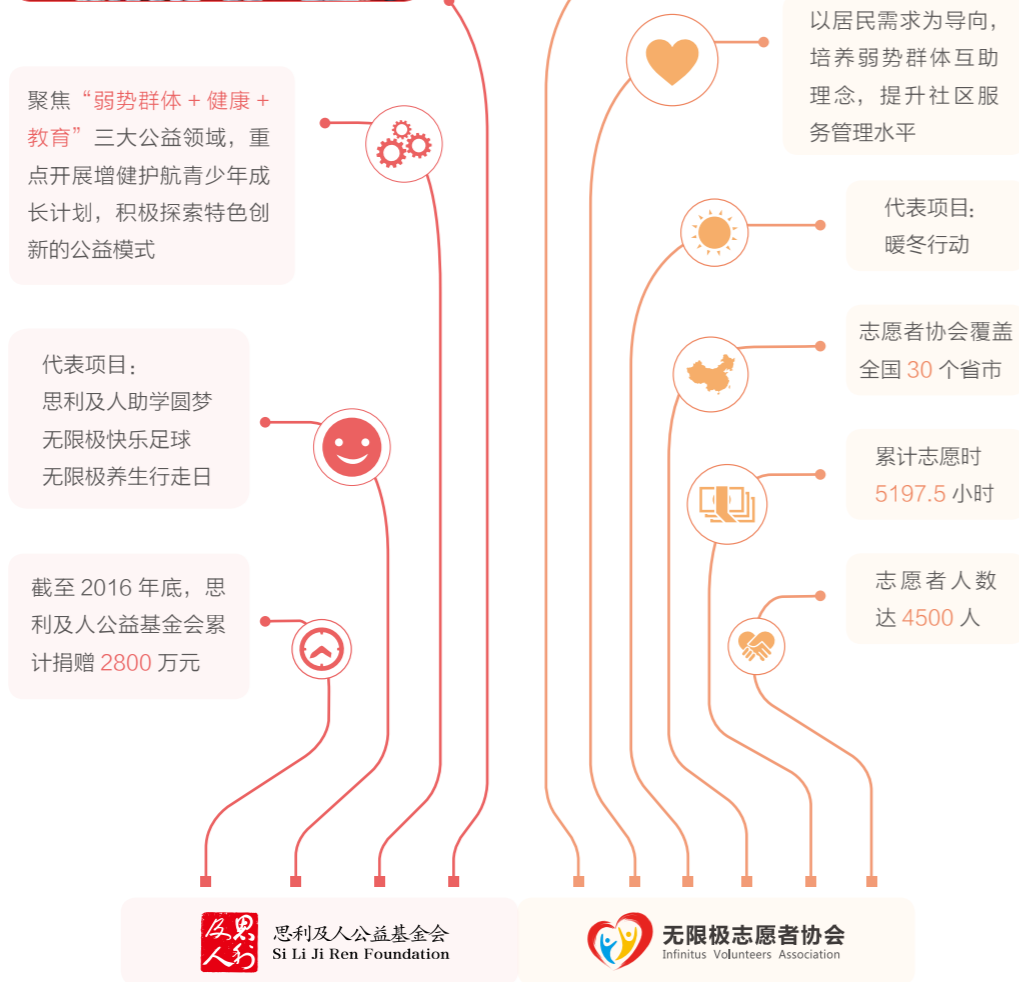 聚焦“弱势群体 + 健康 +
教育”三大公益领域，重
点开展增健护航青少年成
长计划，积极探索特色创
新的公益模式
代表项目：
思利及人助学圆梦
无限极快乐足球
无限极养生行走日
截至 2016 年底，思
利及人公益基金会累
计捐赠 2800 万元
以居民需求为导向，
培养弱势群体互助
理念，提升社区服
务管理水平
代表项目：
暖冬行动
志愿者协会覆盖
全国 30 个省市
累计志愿时
5197.5 小时
志愿者人数
达 4500 人
思利及人
思利及人公益基金会
Si Li Ji Ren Foundation
无限极志愿者协会
Infinitus Volunteers Association